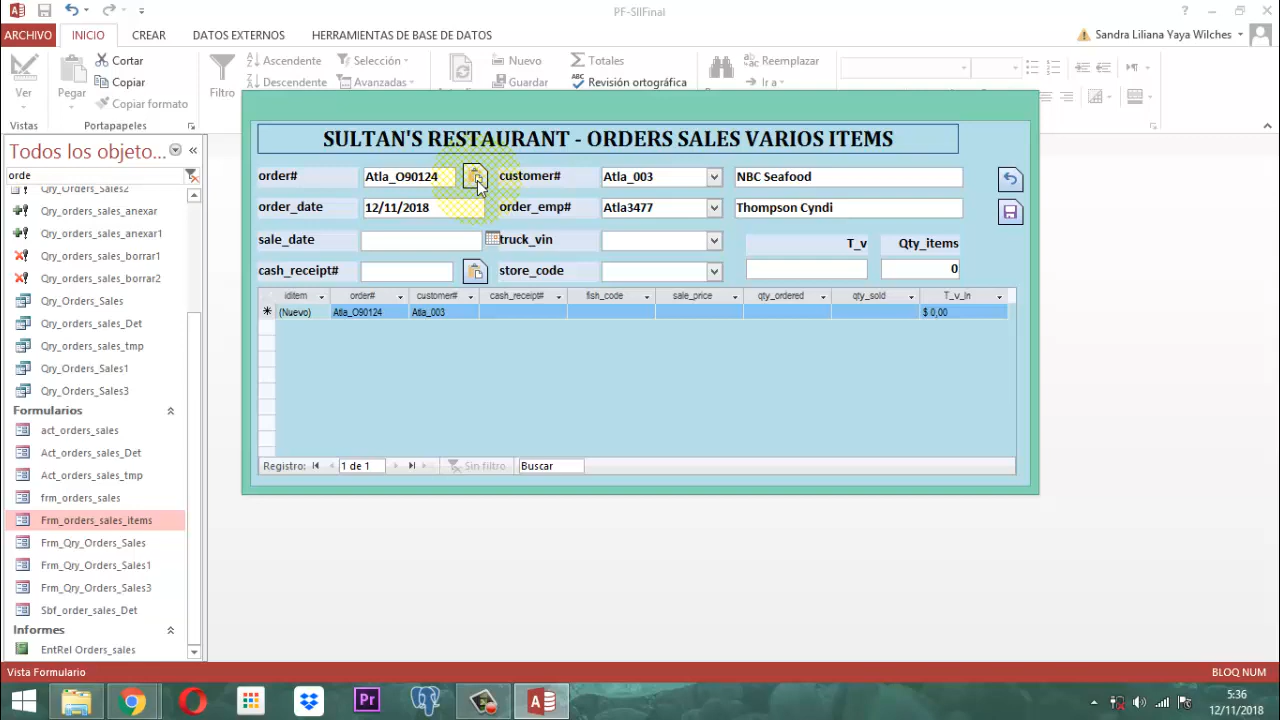 PF-SIIFinal
?
ARCHIVO INICIO CREAR DATOS EXTERNOS HERRAMIENTAS DE BASE DE DATOS Sandra Liliana Yaya Wilches
Ver
Vistas
Pegar
Cortar
Copiar
Copiar formato
Portapapeles
Filtro
Ascendente
Descendente
Selección
Avanzadas
Nuevo
Guardar
Totales
Revisión ortográfica
Reemplazar
Ir a
Todos los objeto...
orde
Qry_Orders_Sales2
Qry_orders_sales_anexar
Qry_orders_sales_anexar1
Qry_orders_sales_borrar1
Qry_orders_sales_borrar2
Qry_Orders_Sales
Qry_orders_sales_Det
Qry_orders_sales_tmp
Qry_Orders_Sales1
Qry_Orders_Sales3
Formularios
act_orders_sales
Act_orders_sales_Det
Act_orders_sales_tmp
frm_orders_sales
Frm_orders_sales_items
Frm_Qry_Orders_Sales
Frm_Qry_Orders_Sales1
Frm_Qry_Orders_Sales3
Sbf_order_sales_Det
Informes
EntRel Orders_sales
SULTAN'S RESTAURANT - ORDERS SALES VARIOS ITEMS
order# Atla_O90124 customer# Atla_003 NBC Seafood
order_date 12/11/2018 order_emp# Atla3477 Thompson Cyndi
sale_date truck_vin T_v Qty_items
cash_receipt# store_code 0
iditem order# customer# cash_receipt# fish_code sale_price qty_ordered qty_sold T_v_In
(Nuevo) Atla_O90124 Atla_003 $ 0,00
Registro: 1 de 1 Sin filtro Buscar
Vista Formulario BLOQ NUM
Pr
5:36
12/11/2018